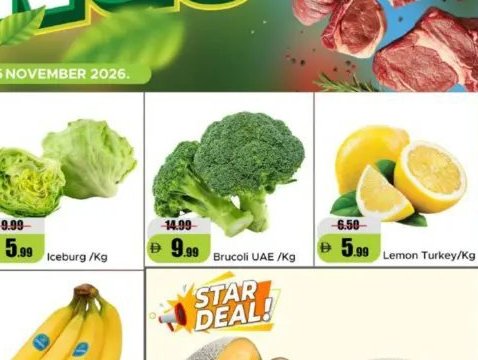 5 NOVEMBER 2026.
9.99
5.99
Iceburg /Kg
14.99
9.99
Brucoli UAE /Kg
6.50
5.99
Lemon Turkey/Kg
STAR
DEAL!